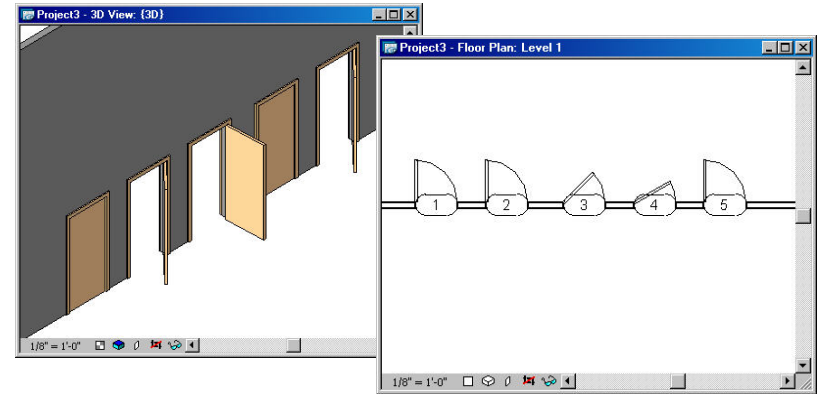 Project3 - 3D View: {3D}
Project3 - Floor Plan: Level 1
1 2 3 4 5
1/8" = 1'-0"
1/8" = 1'-0"